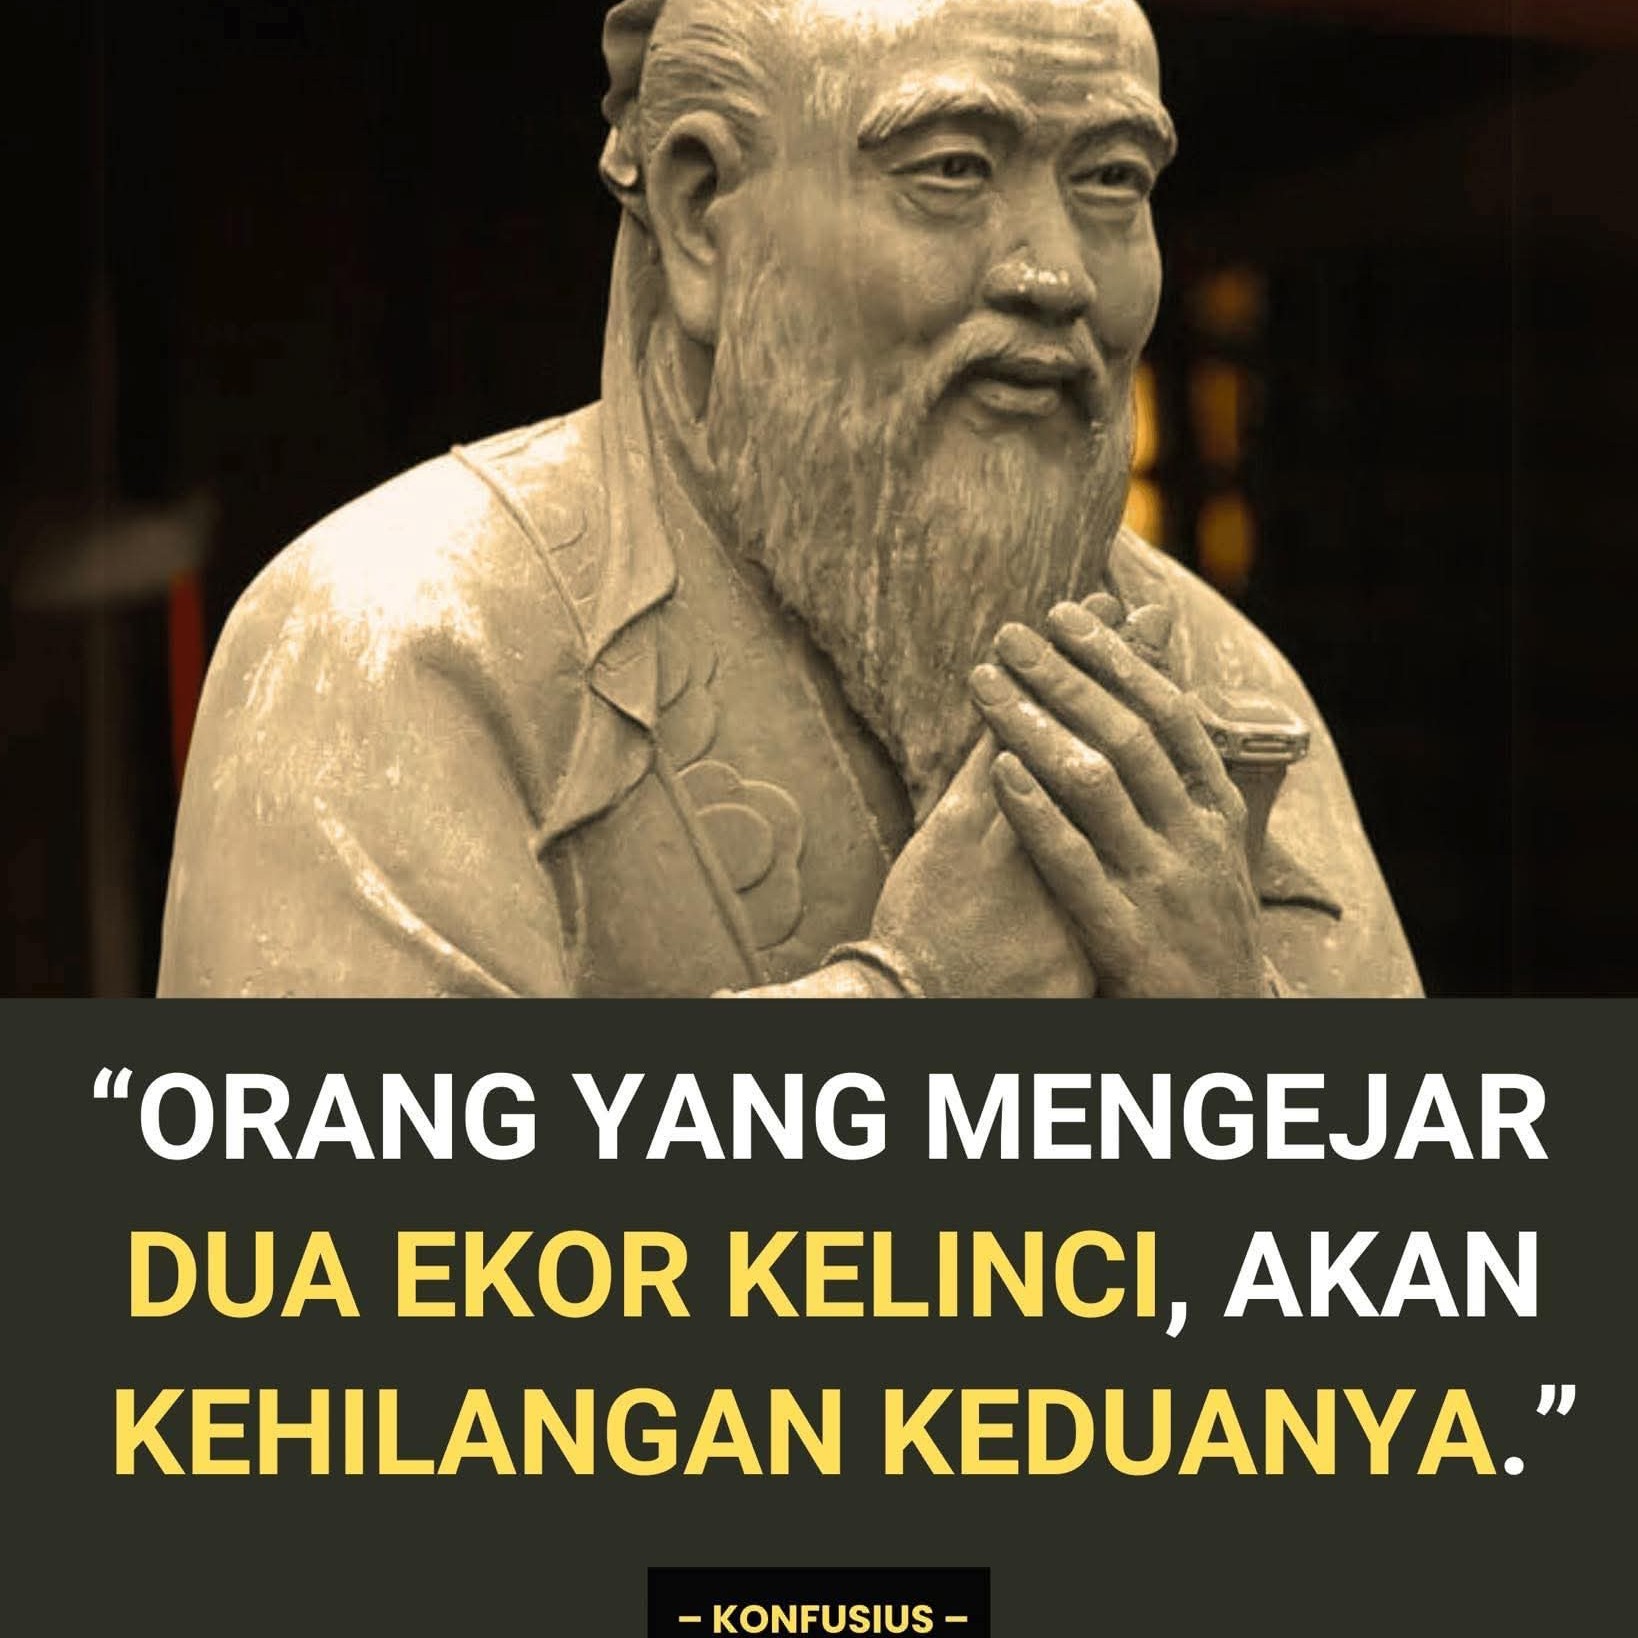 “ORANG YANG MENGEJAR
DUA EKOR KELINCI, AKAN
KEHILANGAN KEDUANYA.”
– KONFUSIUS –